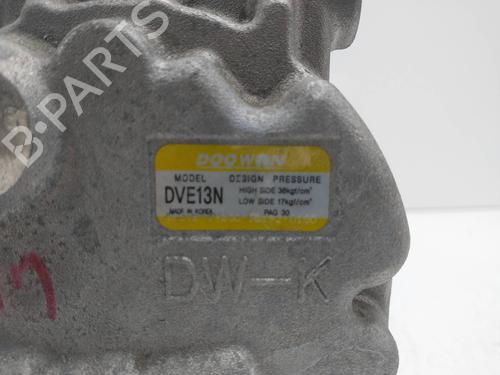 B-PARTS
DOOWON
MODEL DESIGN PRESSURE
DVE13N HIGH SIDE 36kgf/cm²
LOW SIDE 17kgf/cm²
MADE IN KOREA PAG 30
DW-K